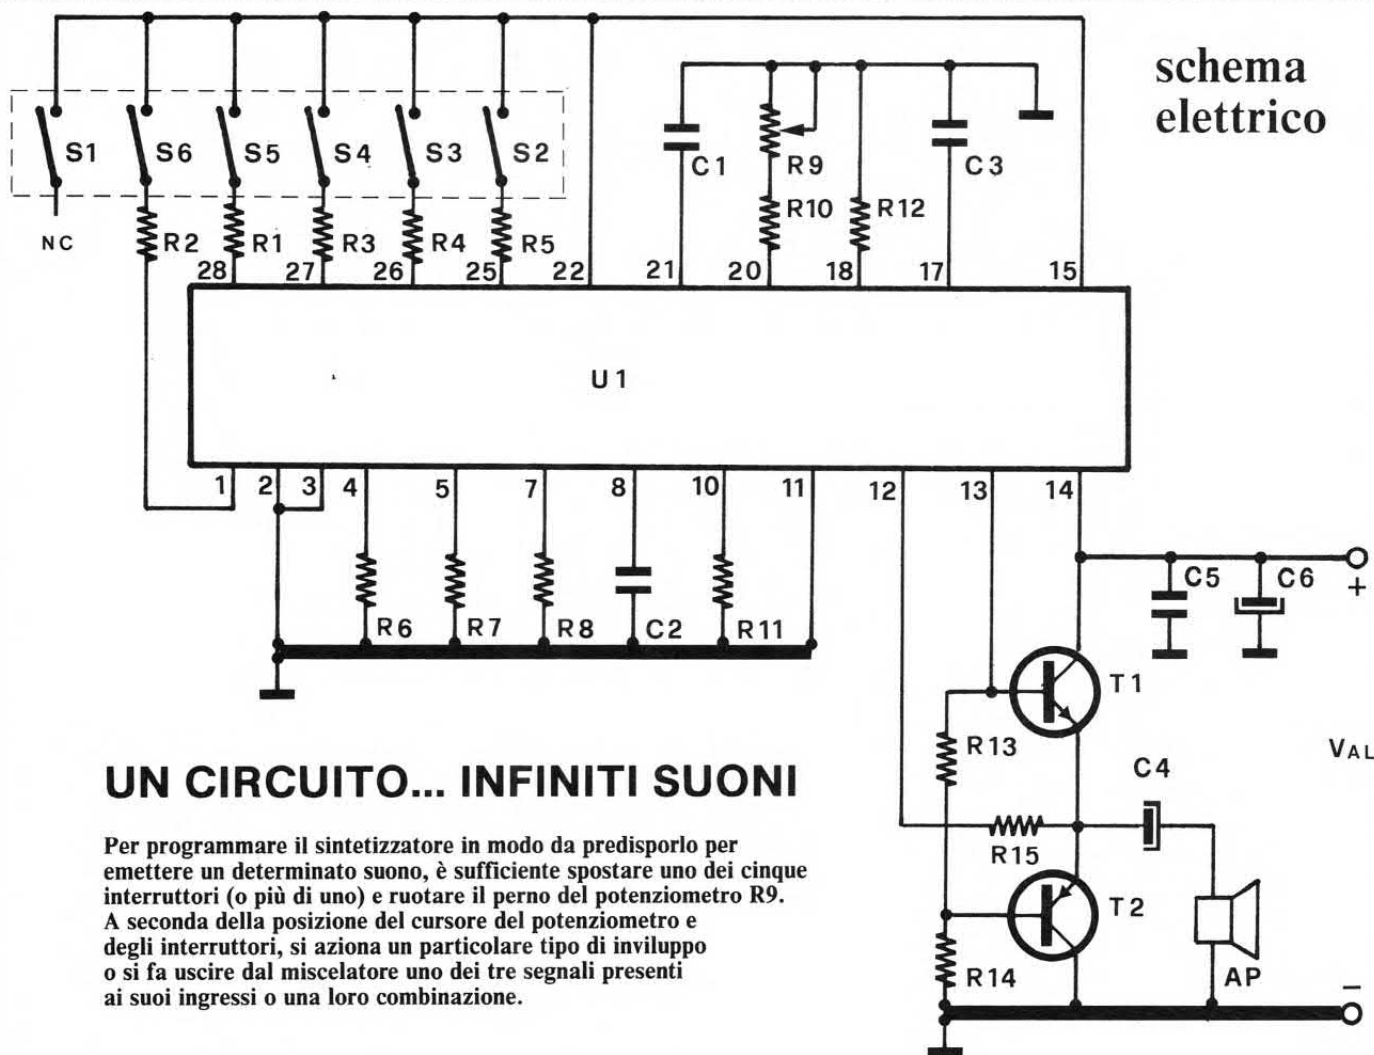 schema
elettrico
S1 S6 S5 S4 S3 S2
C1 R9 C3
R10 R12
NC R2 R1 R3 R4 R5
28 27 26 25 22 21 20 18 17 15
U1
1 2 3 4 5 7 8 10 11 12 13 14
C5 C6
+
R6 R7 R8 C2 R11
T1
R13
VAL
C4
R15
T2
R14
AP
−
UN CIRCUITO... INFINITI SUONI
Per programmare il sintetizzatore in modo da predisporlo per
emettere un determinato suono, è sufficiente spostare uno dei cinque
interruttori (o più di uno) e ruotare il perno del potenziometro R9.
A seconda della posizione del cursore del potenziometro e
degli interruttori, si aziona un particolare tipo di inviluppo
o si fa uscire dal miscelatore uno dei tre segnali presenti
ai suoi ingressi o una loro combinazione.